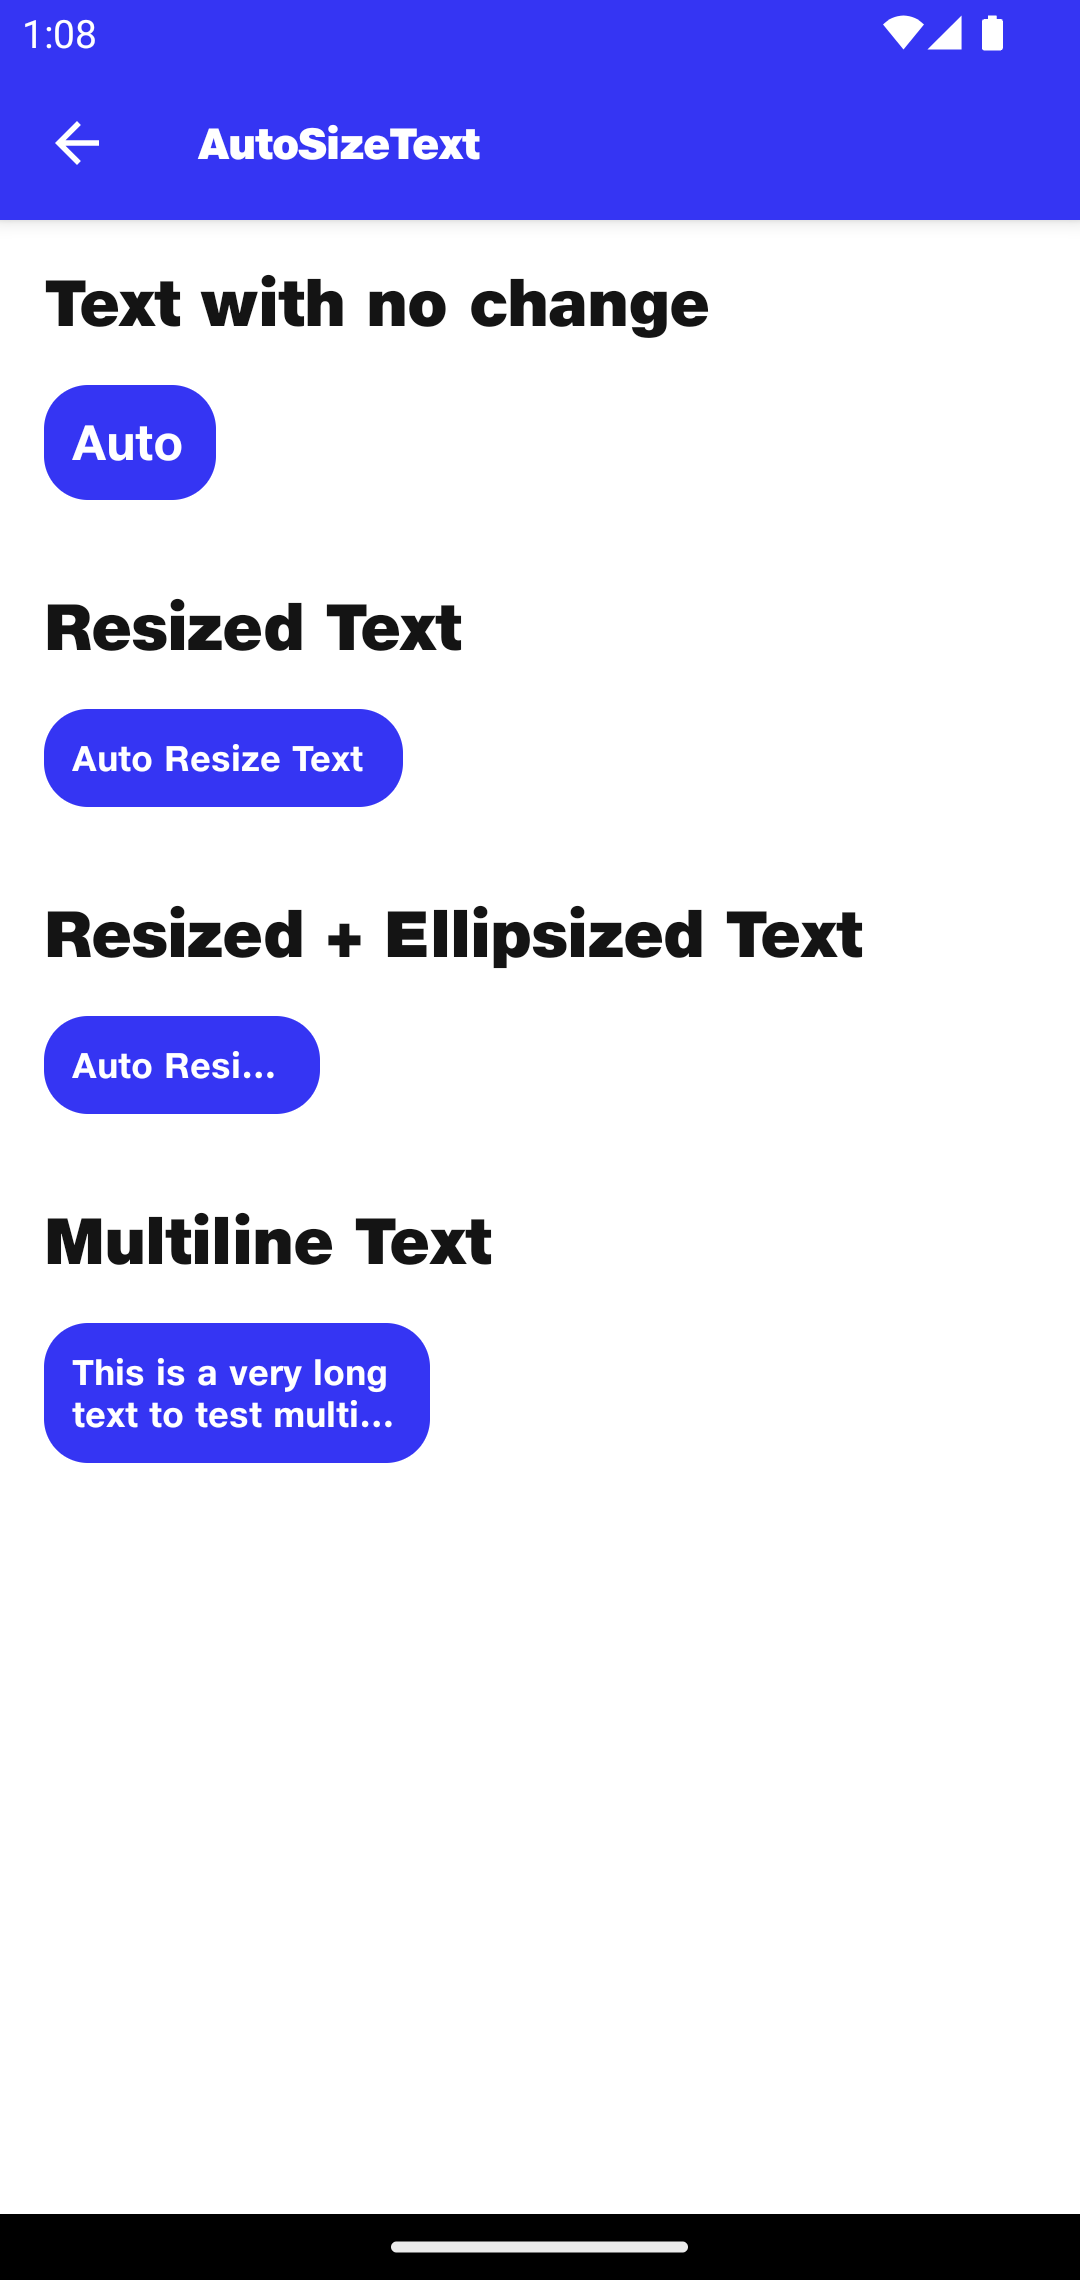 1:08
AutoSizeText
Text with no change
Auto
Resized Text
Auto Resize Text
Resized + Ellipsized Text
Auto Resi...
Multiline Text
This is a very long
text to test multi...